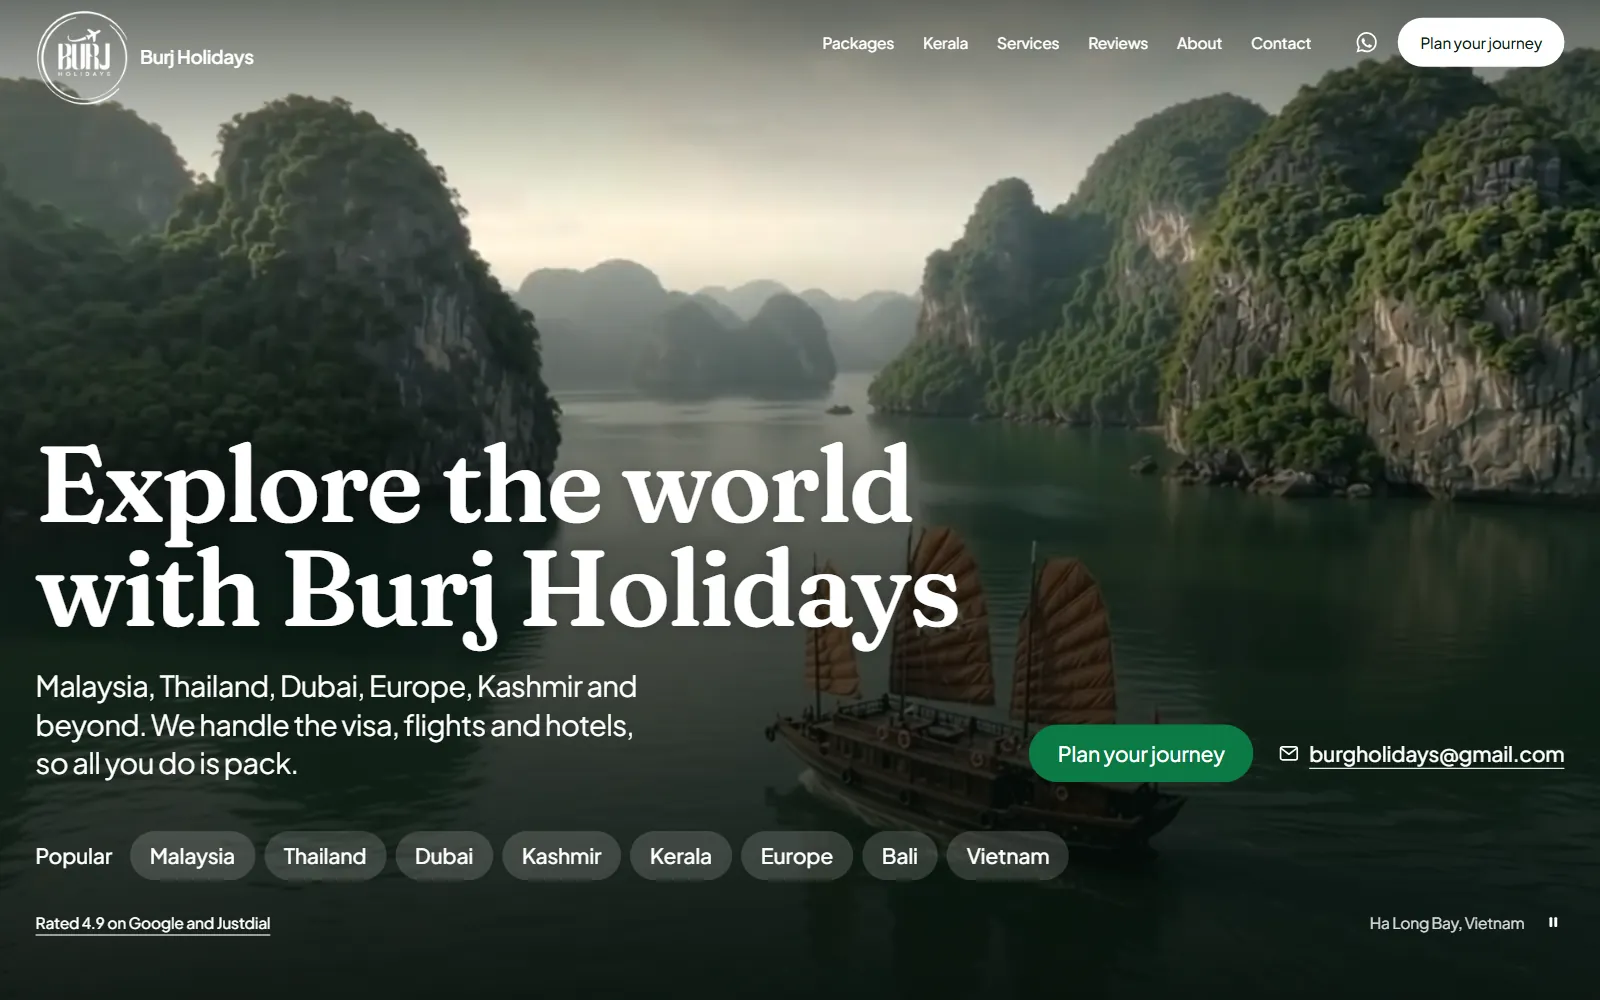 BURJ
HOLIDAYS
Burj Holidays
Packages
Kerala
Services
Reviews
About
Contact
Plan your journey
Explore the world
with Burj Holidays
Malaysia, Thailand, Dubai, Europe, Kashmir and
beyond. We handle the visa, flights and hotels,
so all you do is pack.
Plan your journey
burgholidays@gmail.com
Popular
Malaysia
Thailand
Dubai
Kashmir
Kerala
Europe
Bali
Vietnam
Rated 4.9 on Google and Justdial
Ha Long Bay, Vietnam